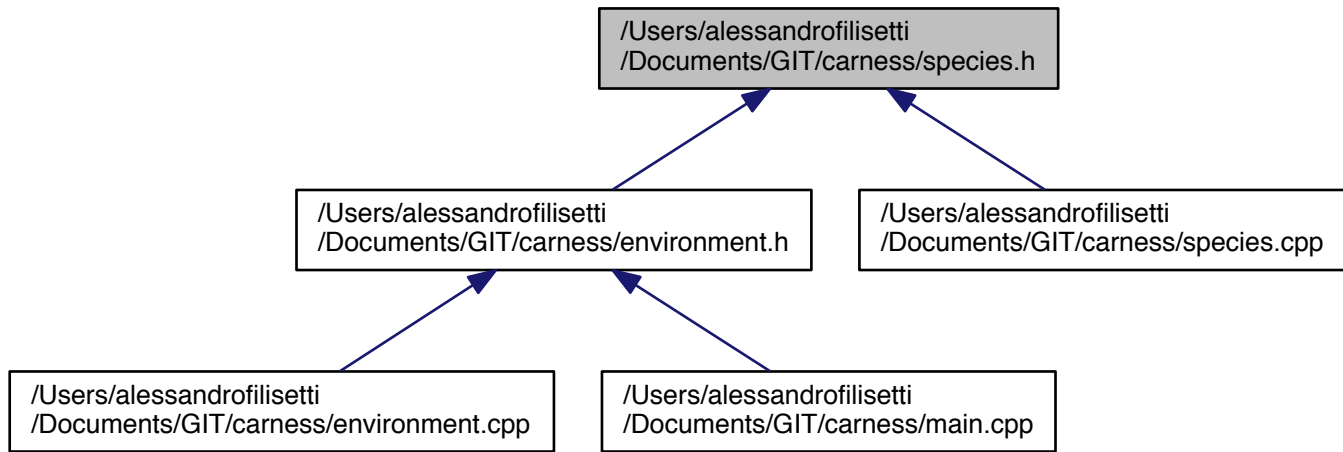 /Users/alessandrofilisetti
/Documents/GIT/carness/species.h
/Users/alessandrofilisetti
/Documents/GIT/carness/environment.h
/Users/alessandrofilisetti
/Documents/GIT/carness/species.cpp
/Users/alessandrofilisetti
/Documents/GIT/carness/environment.cpp
/Users/alessandrofilisetti
/Documents/GIT/carness/main.cpp